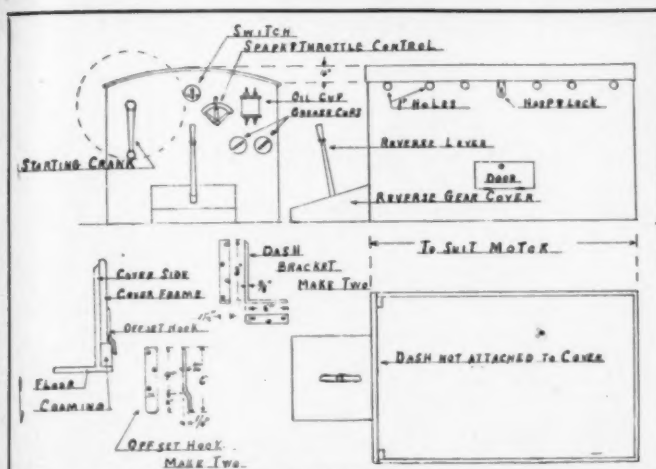 SWITCH
SPARK & THROTTLE CONTROL
OIL CUP
GREASE CUPS
1" HOLES
HASP & LOCK
STARTING CRANK
REVERSE LEVER
DOOR
REVERSE GEAR COVER
TO SUIT MOTOR
COVER SIDE
COVER FRAME
DASH
BRACKET
MAKE TWO
OFFSET HOOK
DASH NOT ATTACHED TO COVER
FLOOR
COAMING
OFFSET HOOK
MAKE TWO